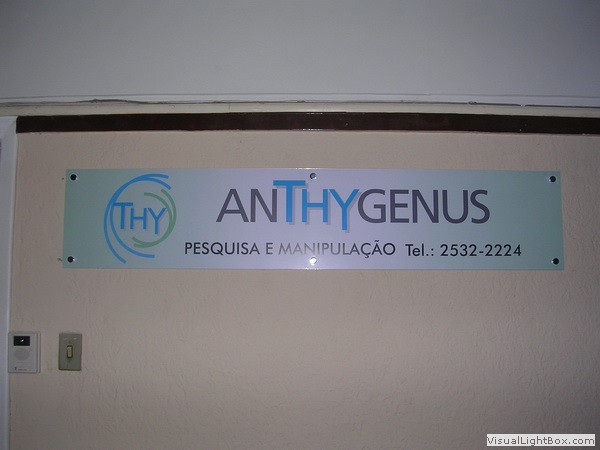 THY
ANTHYGENUS
PESQUISA E MANIPULAÇÃO Tel.: 2532-2224
VisualLightBox.com